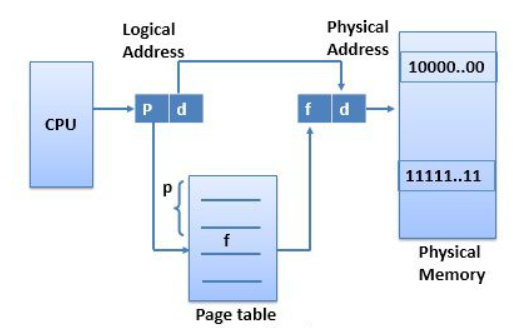 Logical
Address
Physical
Address
CPU
P d
f d
10000..00
11111..11
p
f
Page table
Physical
Memory